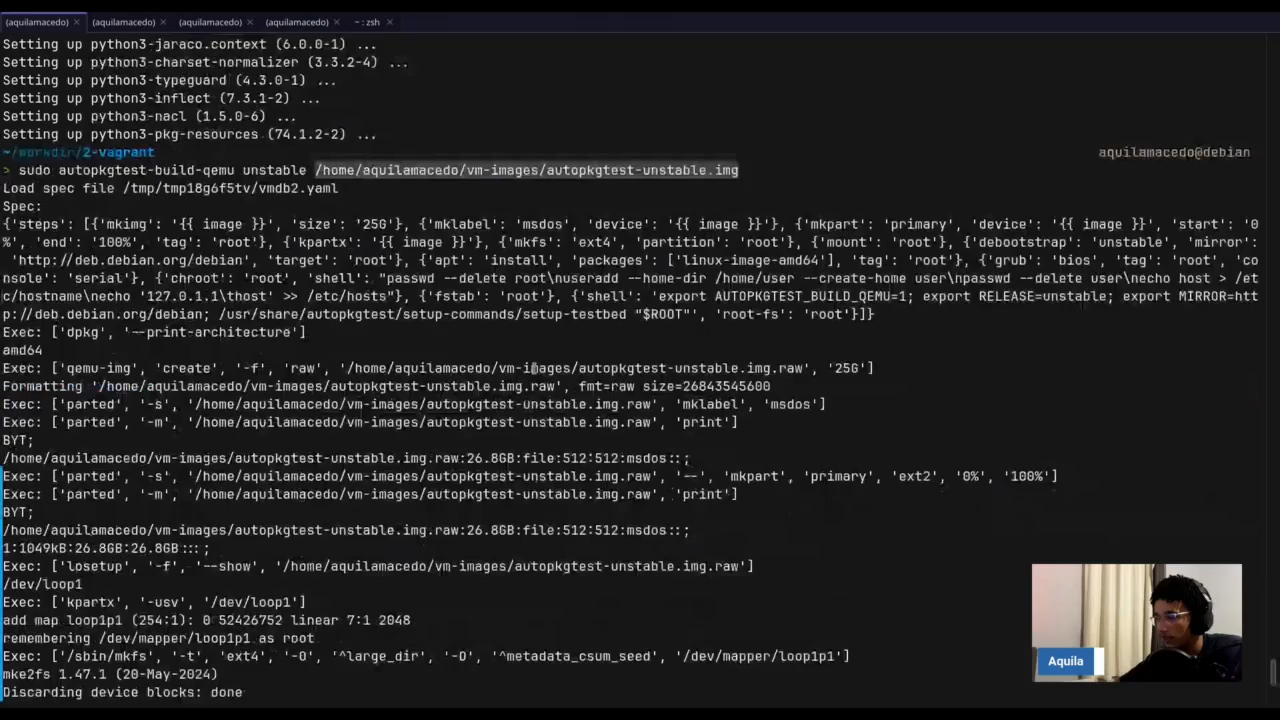 (aquilamacedo) × (aquilamacedo) × (aquilamacedo) × (aquilamacedo) × ~ : zsh ×
Setting up python3-jaraco.context (6.0.0-1) ...
Setting up python3-charset-normalizer (3.3.2-4) ...
Setting up python3-typeguard (4.3.0-1) ...
Setting up python3-inflect (7.3.1-2) ...
Setting up python3-nacl (1.5.0-6) ...
Setting up python3-pkg-resources (74.1.2-2) ...
~/workdir/2-vagrant aquilamacedo@debian
> sudo autopkgtest-build-qemu unstable /home/aquilamacedo/vm-images/autopkgtest-unstable.img
Load spec file /tmp/tmp18g6f5tv/vmdb2.yaml
Spec:
{'steps': [{'mkimg': '{{ image }}', 'size': '25G'}, {'mklabel': 'msdos', 'device': '{{ image }}'}, {'mkpart': 'primary', 'device': '{{ image }}', 'start': '0
%', 'end': '100%', 'tag': 'root'}, {'kpartx': '{{ image }}'}, {'mkfs': 'ext4', 'partition': 'root'}, {'mount': 'root'}, {'debootstrap': 'unstable', 'mirror':
'http://deb.debian.org/debian', 'target': 'root'}, {'apt': 'install', 'packages': ['linux-image-amd64'], 'tag': 'root'}, {'grub': 'bios', 'tag': 'root', 'co
nsole': 'serial'}, {'chroot': 'root', 'shell': "passwd --delete root\nuseradd --home-dir /home/user --create-home user\npasswd --delete user\necho host > /et
c/hostname\necho '127.0.1.1\thost' >> /etc/hosts"}, {'fstab': 'root'}, {'shell': 'export AUTOPKGTEST_BUILD_QEMU=1; export RELEASE=unstable; export MIRROR=htt
p://deb.debian.org/debian; /usr/share/autopkgtest/setup-commands/setup-testbed "$ROOT"', 'root-fs': 'root'}]}
Exec: ['dpkg', '--print-architecture']
amd64
Exec: ['qemu-img', 'create', '-f', 'raw', '/home/aquilamacedo/vm-images/autopkgtest-unstable.img.raw', '25G']
Formatting '/home/aquilamacedo/vm-images/autopkgtest-unstable.img.raw', fmt=raw size=26843545600
Exec: ['parted', '-s', '/home/aquilamacedo/vm-images/autopkgtest-unstable.img.raw', 'mklabel', 'msdos']
Exec: ['parted', '-m', '/home/aquilamacedo/vm-images/autopkgtest-unstable.img.raw', 'print']
BYT;
/home/aquilamacedo/vm-images/autopkgtest-unstable.img.raw:26.8GB:file:512:512:msdos::;
Exec: ['parted', '-s', '/home/aquilamacedo/vm-images/autopkgtest-unstable.img.raw', '--', 'mkpart', 'primary', 'ext2', '0%', '100%']
Exec: ['parted', '-m', '/home/aquilamacedo/vm-images/autopkgtest-unstable.img.raw', 'print']
BYT;
/home/aquilamacedo/vm-images/autopkgtest-unstable.img.raw:26.8GB:file:512:512:msdos::;
1:1049kB:26.8GB:26.8GB:::;
Exec: ['losetup', '-f', '--show', '/home/aquilamacedo/vm-images/autopkgtest-unstable.img.raw']
/dev/loop1
Exec: ['kpartx', '-usv', '/dev/loop1']
add map loop1p1 (254:1): 0 52426752 linear 7:1 2048
remembering /dev/mapper/loop1p1 as root
Exec: ['/sbin/mkfs', '-t', 'ext4', '-O', '^large_dir', '-O', '^metadata_csum_seed', '/dev/mapper/loop1p1']
mke2fs 1.47.1 (20-May-2024)
Discarding device blocks: done
Aquila